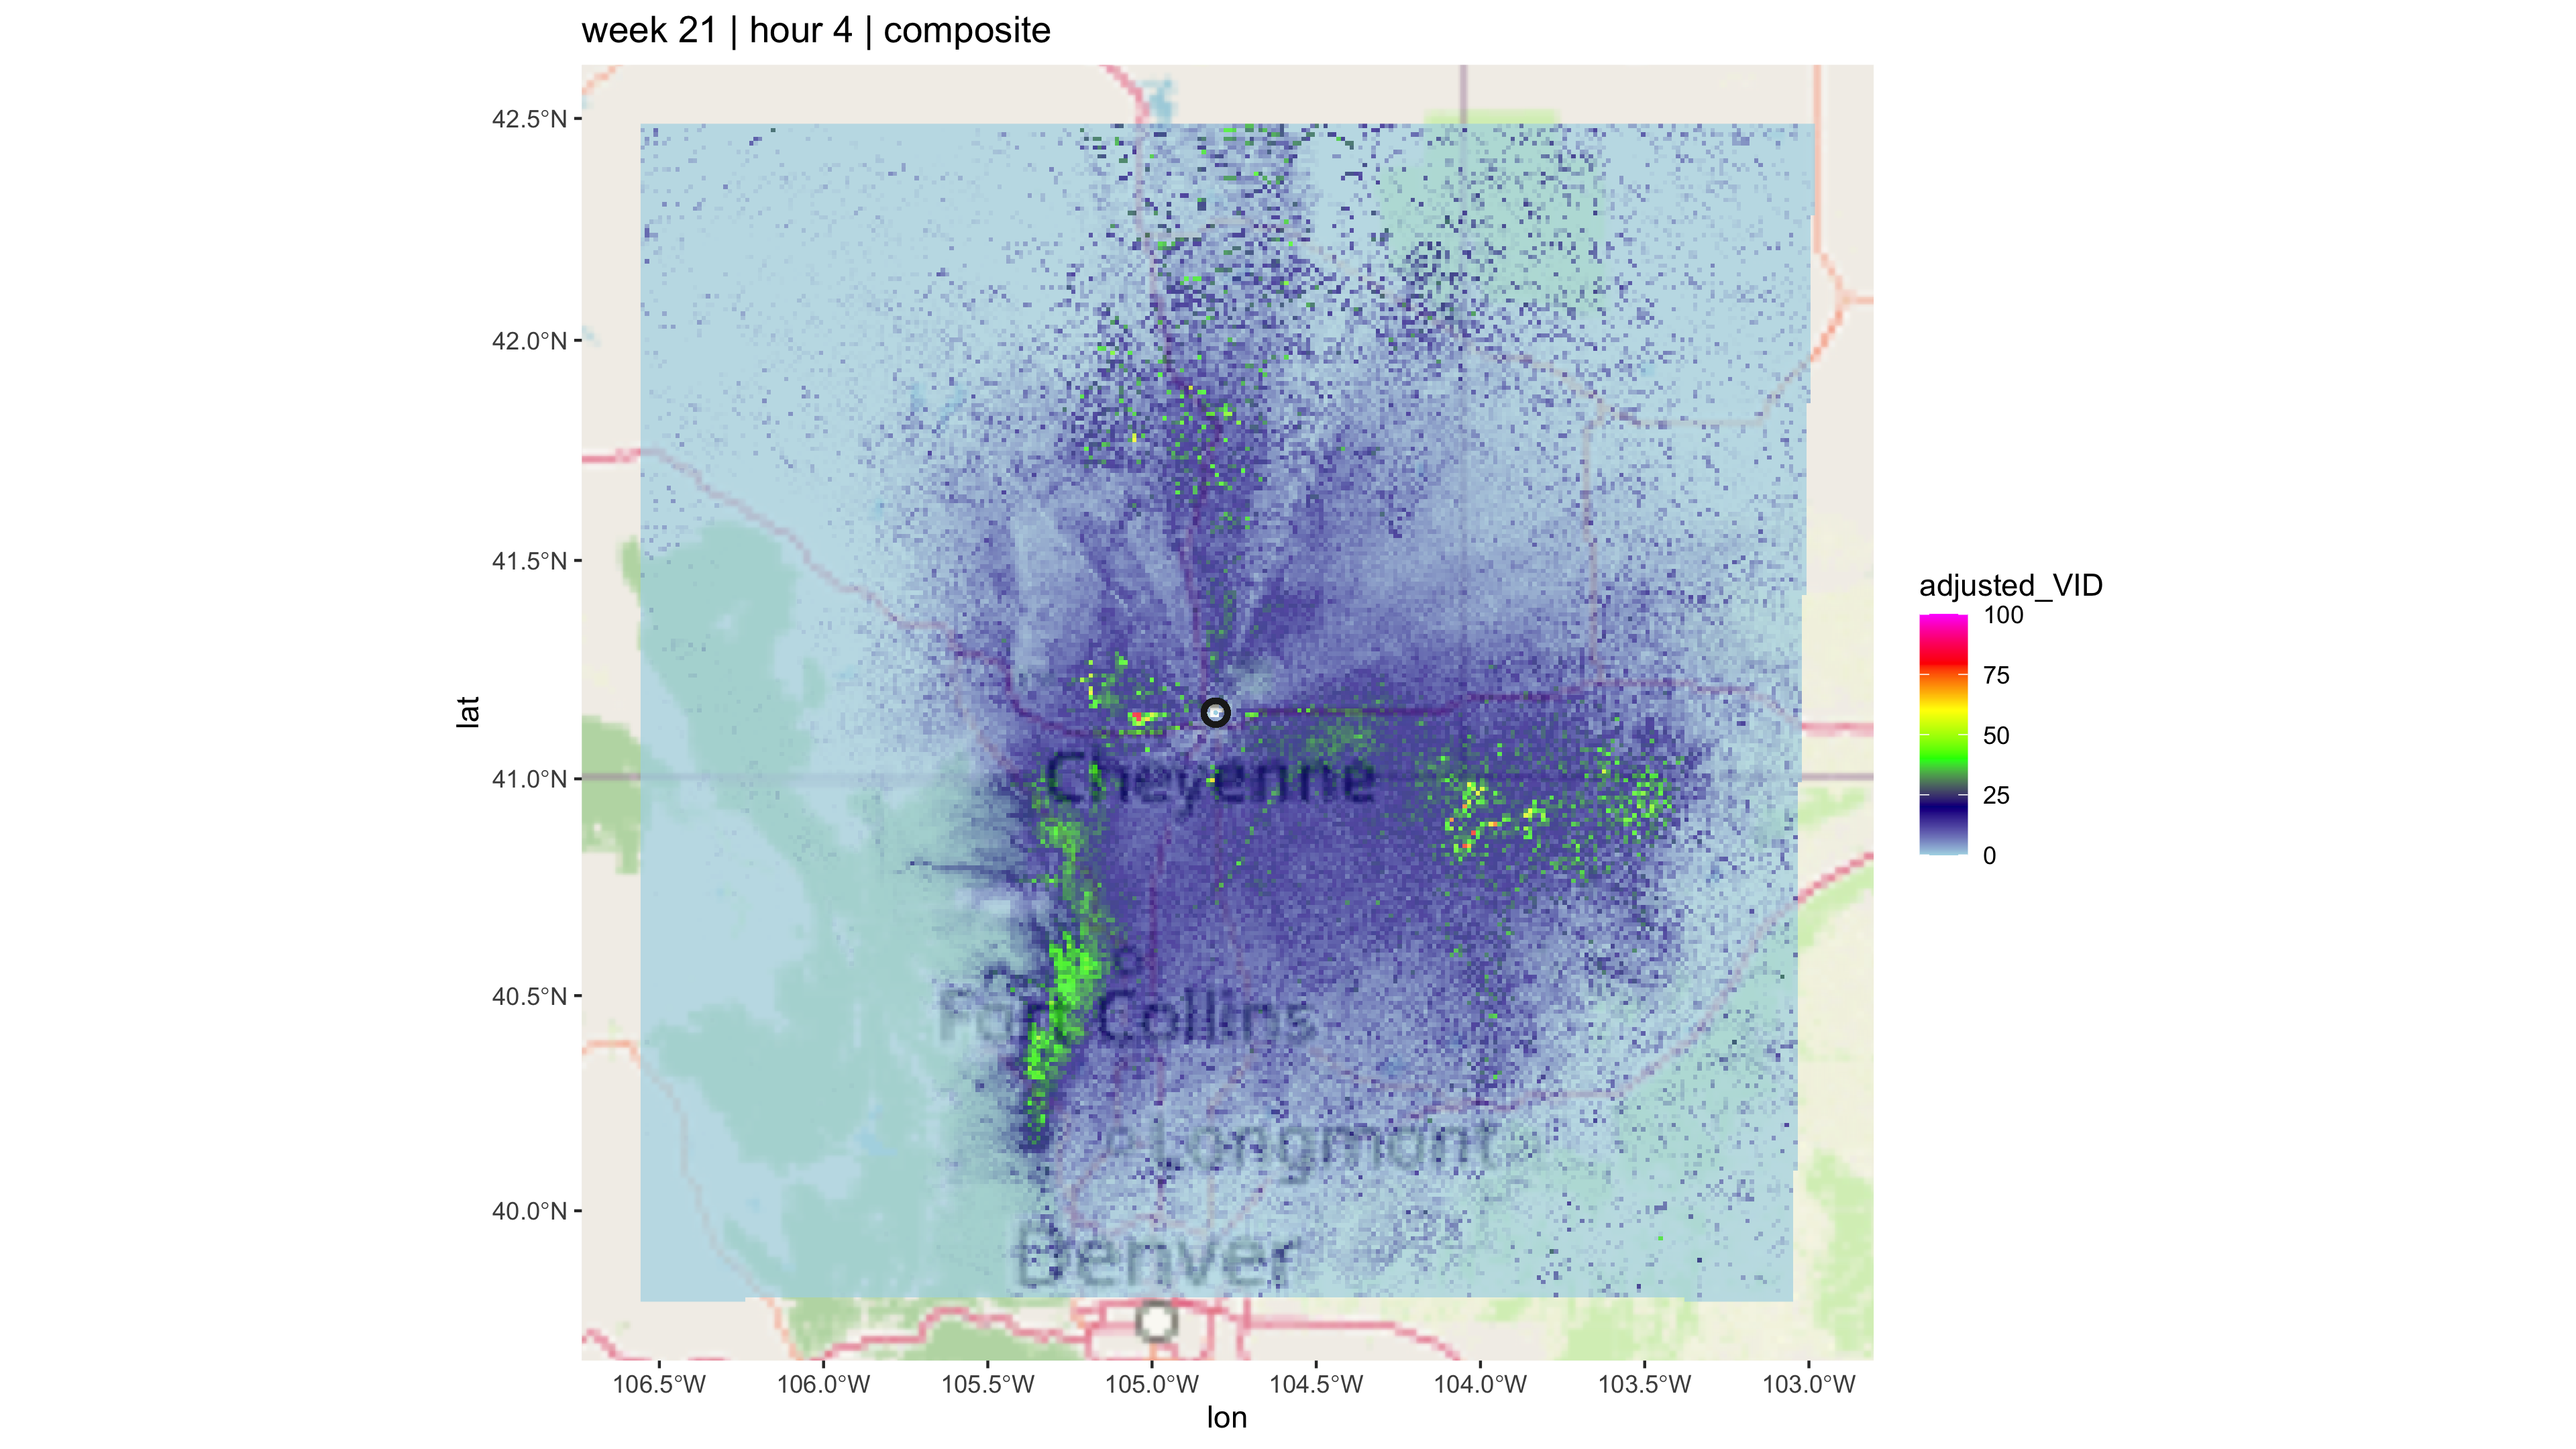 week 21 | hour 4 | composite
42.5°N
42.0°N
41.5°N
41.0°N
40.5°N
40.0°N
lat
106.5°W 106.0°W 105.5°W 105.0°W 104.5°W 104.0°W 103.5°W 103.0°W
lon
Cheyenne
Fort Collins
Longmont
Denver
adjusted_VID
100
75
50
25
0